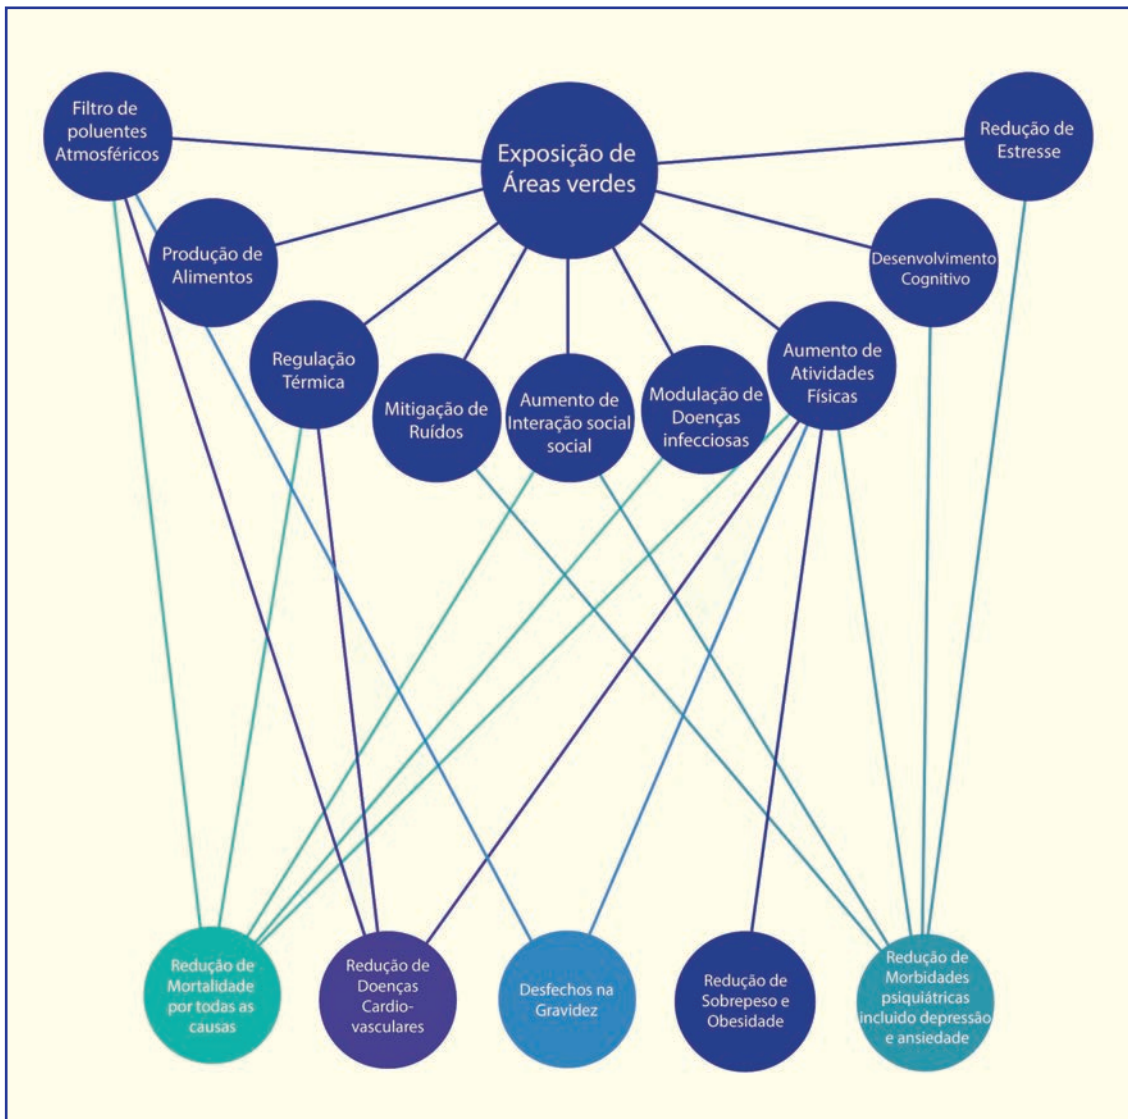 Filtro de
poluentes
Atmosféricos
Exposição de
Áreas verdes
Redução de
Estresse
Produção de
Alimentos
Desenvolvimento
Cognitivo
Regulação
Térmica
Mitigação de
Ruídos
Aumento de
Interação social
social
Modulação de
Doenças
infecciosas
Aumento de
Atividades
Físicas
Redução de
Mortalidade
por todas as
causas
Redução de
Doenças
Cardio-
vasculares
Desfechos na
Gravidez
Redução de
Sobrepeso e
Obesidade
Redução de
Morbidades
psiquiátricas
incluido depressão
e ansiedade